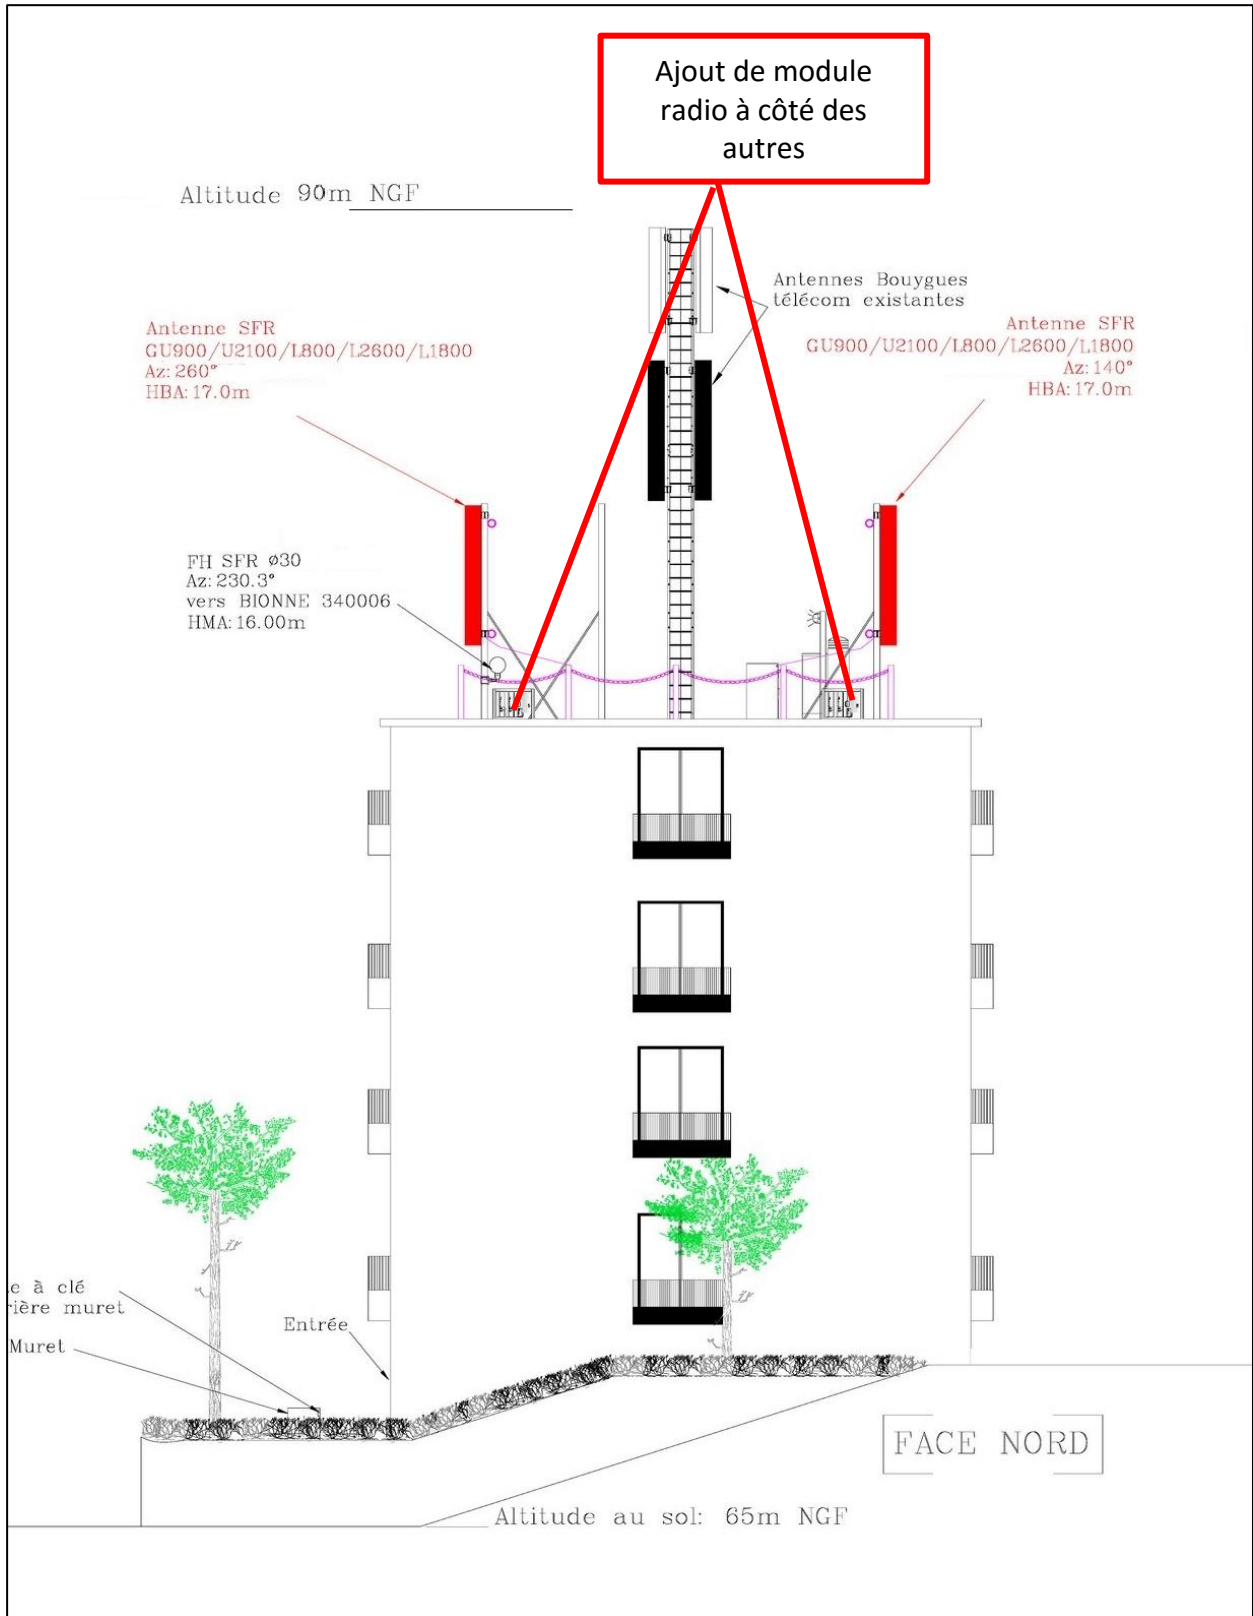 Ajout de module
radio à côté des
autres
Altitude 90m NGF
Antennes Bouygues
télécom existantes
Antenne SFR
GU900/U2100/L800/L2600/L1800
Az: 260°
HBA: 17.0m
Antenne SFR
GU900/U2100/L800/L2600/L1800
Az: 140°
HBA: 17.0m
FH SFR ø30
Az: 230.3°
vers BIONNE 340006
HMA: 16.00m
te à clé
rière muret
Muret
Entrée
FACE NORD
Altitude au sol: 65m NGF